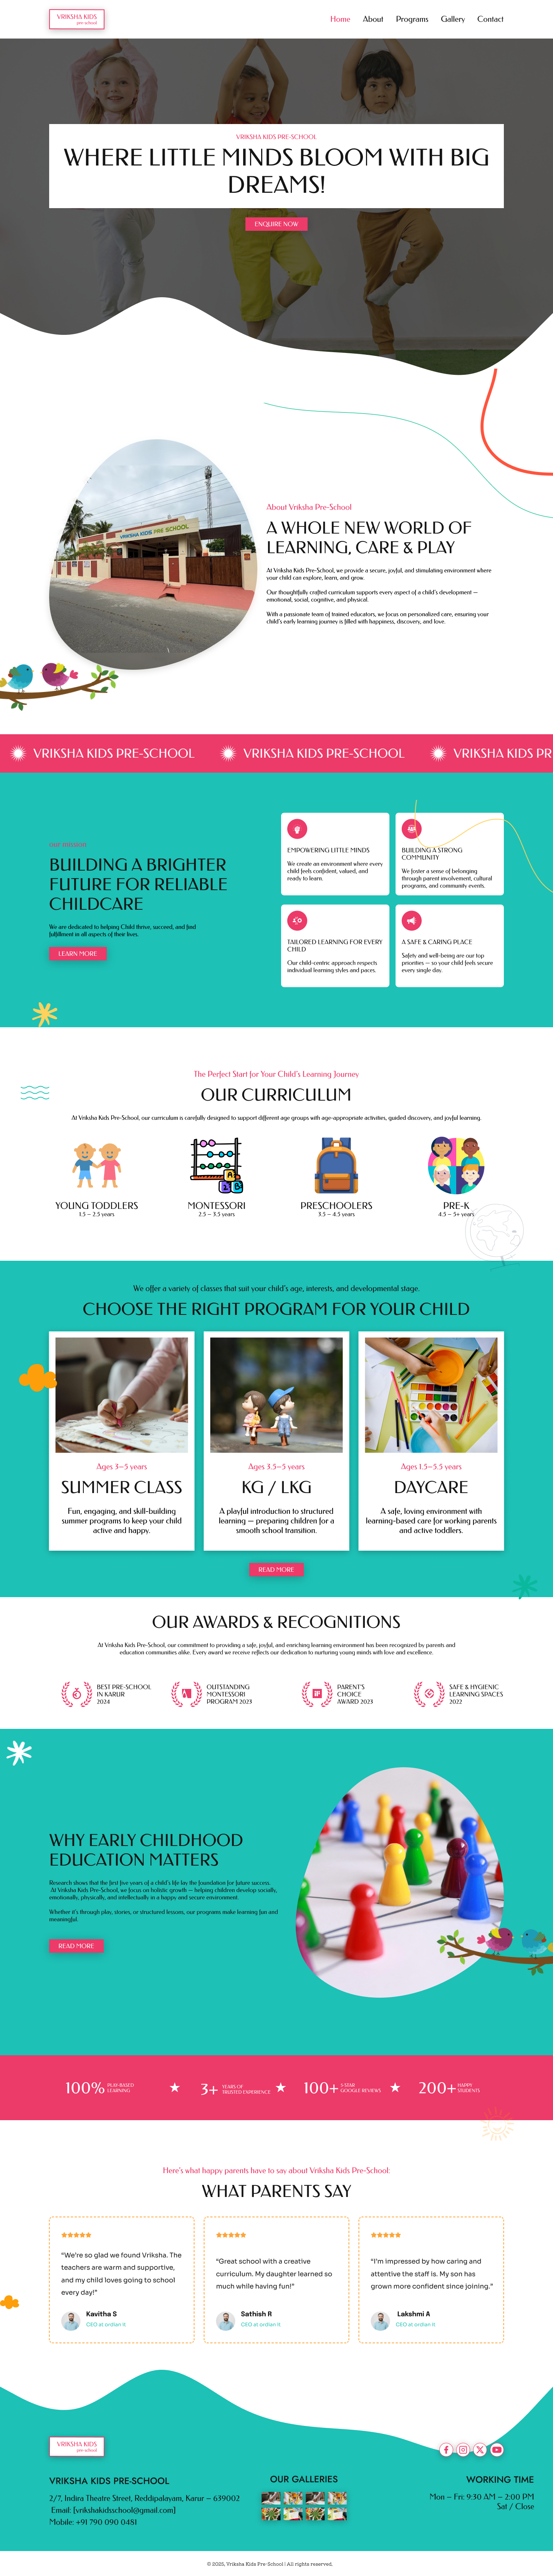 VRIKSHA KIDS
pre-school
Home About Programs Gallery Contact
VRIKSHA KIDS PRE-SCHOOL
WHERE LITTLE MINDS BLOOM WITH BIG
DREAMS!
ENQUIRE NOW
VRIKSHA KIDS PRE SCHOOL
About Vriksha Pre-School
A WHOLE NEW WORLD OF
LEARNING, CARE & PLAY
At Vriksha Kids Pre-School, we provide a secure, joyful, and stimulating environment where
your child can explore, learn, and grow.
Our thoughtfully crafted curriculum supports every aspect of a child's development —
emotional, social, cognitive, and physical.
With a passionate team of trained educators, we focus on personalized care, ensuring your
child's early learning journey is filled with happiness, discovery, and love.
VRIKSHA KIDS PRE-SCHOOL VRIKSHA KIDS PRE-SCHOOL VRIKSHA KIDS PR
our mission
BUILDING A BRIGHTER
FUTURE FOR RELIABLE
CHILDCARE
We are dedicated to helping Child thrive, succeed, and find
fulfillment in all aspects of their lives.
LEARN MORE
EMPOWERING LITTLE MINDS
We create an environment where every
child feels confident, valued, and
ready to learn.
BUILDING A STRONG
COMMUNITY
We foster a sense of belonging
through parent involvement, cultural
programs, and community events.
TAILORED LEARNING FOR EVERY
CHILD
Our child-centric approach respects
individual learning styles and paces.
A SAFE & CARING PLACE
Safety and well-being are our top
priorities — so your child feels secure
every single day.
The Perfect Start for Your Child's Learning Journey
OUR CURRICULUM
At Vriksha Kids Pre-School, our curriculum is carefully designed to support different age groups with age-appropriate activities, guided discovery, and joyful learning.
YOUNG TODDLERS
1.5 – 2.5 years
MONTESSORI
2.5 – 3.5 years
PRESCHOOLERS
3.5 – 4.5 years
PRE-K
4.5 – 5+ years
We offer a variety of classes that suit your child's age, interests, and developmental stage.
CHOOSE THE RIGHT PROGRAM FOR YOUR CHILD
Ages 3–5 years
SUMMER CLASS
Fun, engaging, and skill-building
summer programs to keep your child
active and happy.
Ages 3.5–5 years
KG / LKG
A playful introduction to structured
learning — preparing children for a
smooth school transition.
Ages 1.5–5.5 years
DAYCARE
A safe, loving environment with
learning-based care for working parents
and active toddlers.
READ MORE
OUR AWARDS & RECOGNITIONS
At Vriksha Kids Pre-School, our commitment to providing a safe, joyful, and enriching learning environment has been recognized by parents and
education communities alike. Every award we receive reflects our dedication to nurturing young minds with love and excellence.
BEST PRE-SCHOOL
IN KARUR
2024
OUTSTANDING
MONTESSORI
PROGRAM 2023
PARENT'S
CHOICE
AWARD 2023
SAFE & HYGIENIC
LEARNING SPACES
2022
WHY EARLY CHILDHOOD
EDUCATION MATTERS
Research shows that the first five years of a child's life lay the foundation for future success.
At Vriksha Kids Pre-School, we focus on holistic growth — helping children develop socially,
emotionally, physically, and intellectually in a happy and secure environment.
Whether it's through play, stories, or structured lessons, our programs make learning fun and
meaningful.
READ MORE
100% PLAY-BASED
LEARNING
3+ YEARS OF
TRUSTED EXPERIENCE
100+ 5-STAR
GOOGLE REVIEWS
200+ HAPPY
STUDENTS
Here's what happy parents have to say about Vriksha Kids Pre-School:
WHAT PARENTS SAY
"We're so glad we found Vriksha. The
teachers are warm and supportive,
and my child loves going to school
every day!"
Kavitha S
CEO at ordian it
"Great school with a creative
curriculum. My daughter learned so
much while having fun!"
Sathish R
CEO at ordian it
"I'm impressed by how caring and
attentive the staff is. My son has
grown more confident since joining."
Lakshmi A
CEO at ordian it
VRIKSHA KIDS
pre-school
VRIKSHA KIDS PRE-SCHOOL
2/7, Indira Theatre Street, Reddipalayam, Karur – 639002
Email: [vrikshakidsschool@gmail.com]
Mobile: +91 790 090 0481
OUR GALLERIES
WORKING TIME
Mon – Fri: 9:30 AM – 2:00 PM
Sat / Close
© 2025, Vriksha Kids Pre-School | All rights reserved.